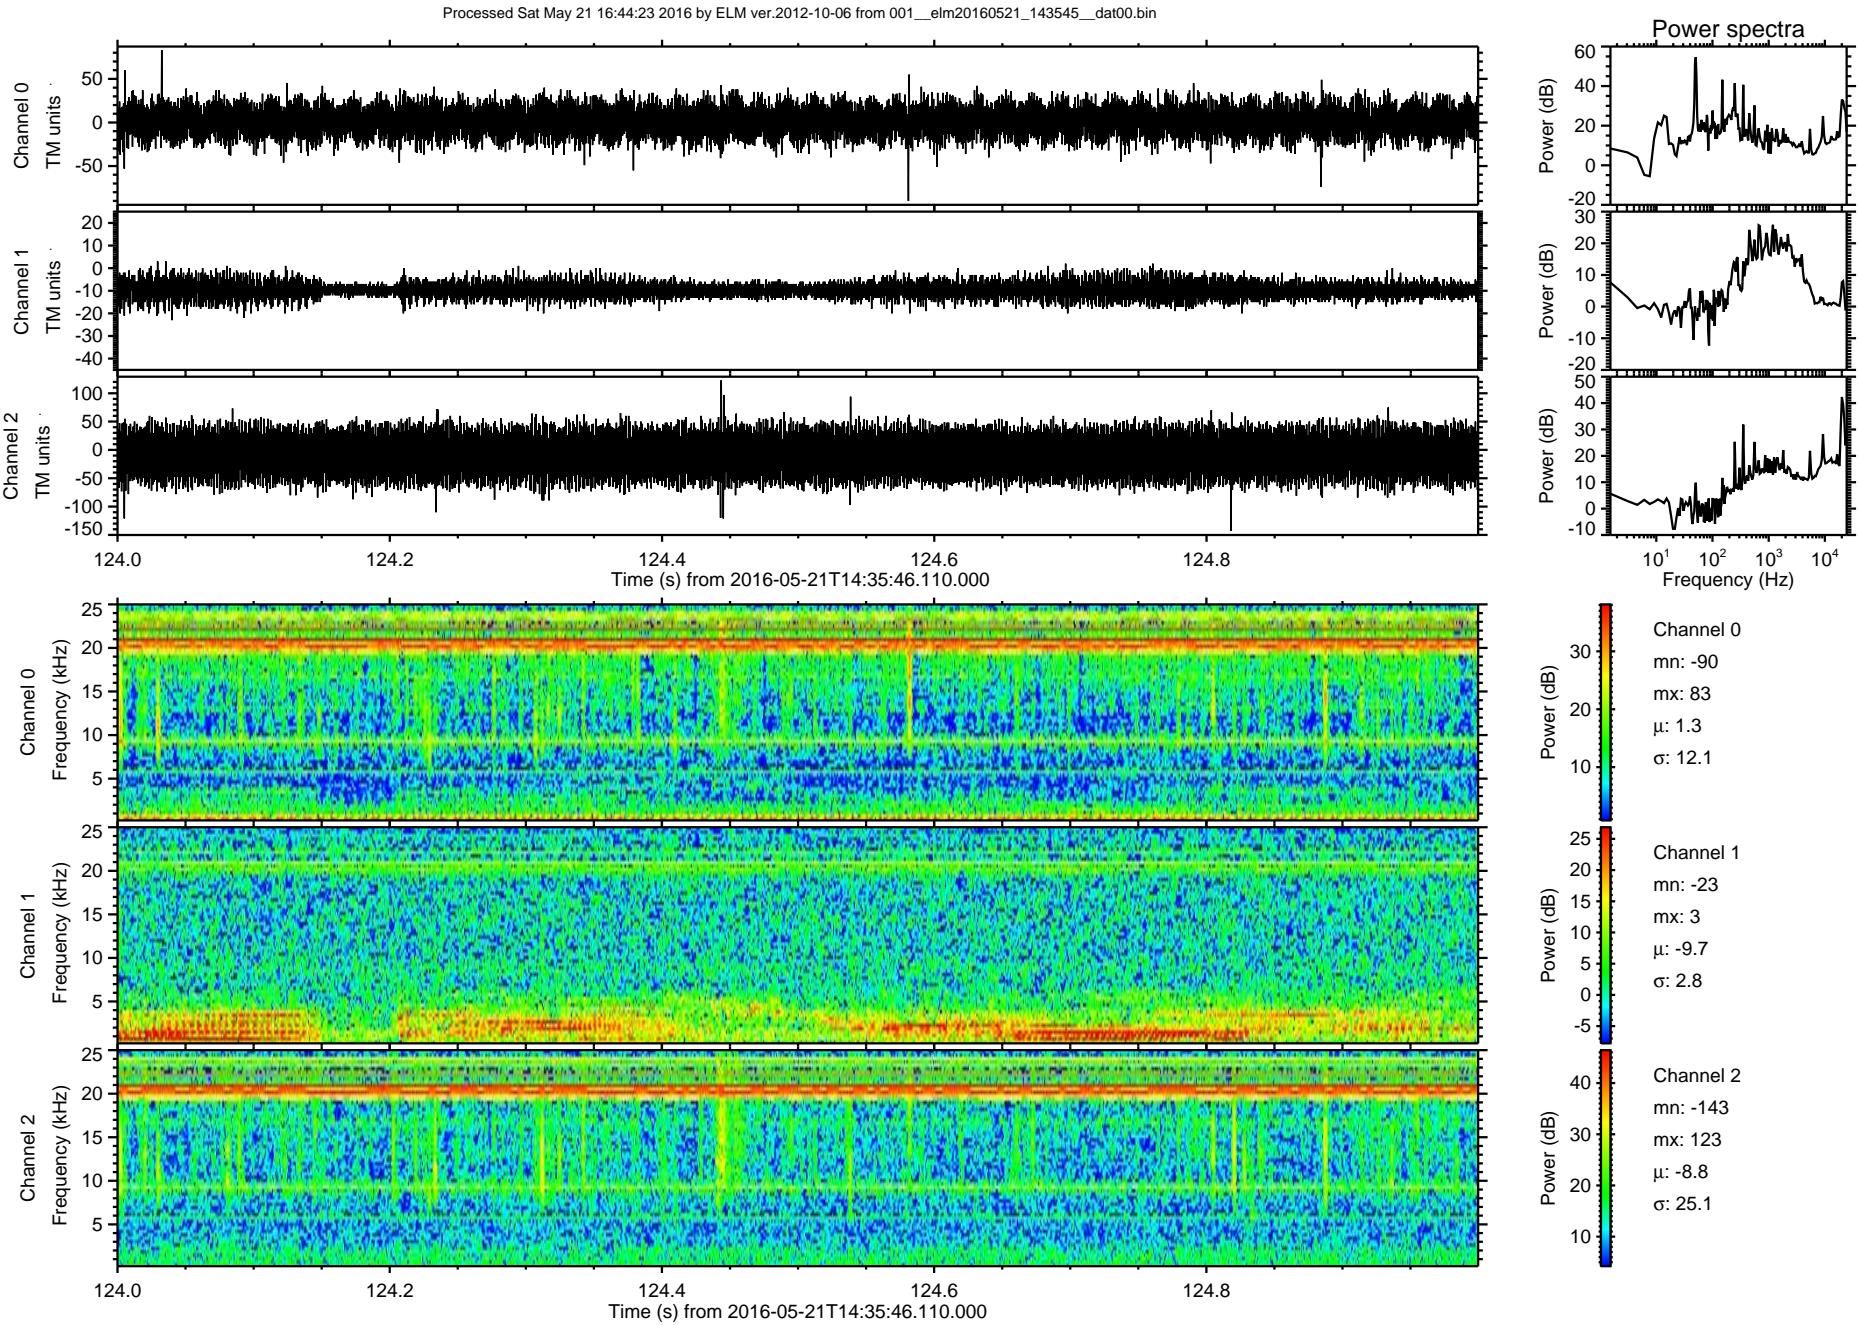 Processed Sat May 21 16:44:23 2016 by ELM ver.2012-10-06 from 001__elm20160521_143545__dat00.bin
Power spectra
Channel 0
TM units
50
0
-50
Power (dB)
60
40
20
0
-20
Channel 1
TM units
20
10
0
-10
-20
-30
-40
Power (dB)
30
20
10
0
-10
-20
Channel 2
TM units
100
50
0
-50
-100
-150
Power (dB)
50
40
30
20
10
0
-10
124.0 124.2 124.4 124.6 124.8
Time (s) from 2016-05-21T14:35:46.110.000
10^1 10^2 10^3 10^4
Frequency (Hz)
Channel 0
Frequency (kHz)
25
20
15
10
5
Power (dB)
30
20
10
Channel 0
mn: -90
mx: 83
μ: 1.3
σ: 12.1
Channel 1
Frequency (kHz)
25
20
15
10
5
Power (dB)
25
20
15
10
5
0
-5
Channel 1
mn: -23
mx: 3
μ: -9.7
σ: 2.8
Channel 2
Frequency (kHz)
25
20
15
10
5
Power (dB)
40
30
20
10
Channel 2
mn: -143
mx: 123
μ: -8.8
σ: 25.1
124.0 124.2 124.4 124.6 124.8
Time (s) from 2016-05-21T14:35:46.110.000